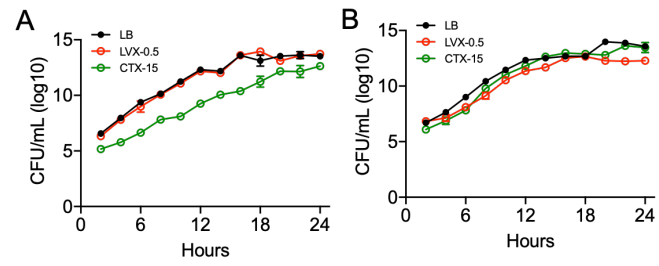 A
LB
LVX-0.5
CTX-15
CFU/mL (log10)
15
10
5
0
0 6 12 18 24
Hours
B
LB
LVX-0.5
CTX-15
CFU/mL (log10)
15
10
5
0
0 6 12 18 24
Hours